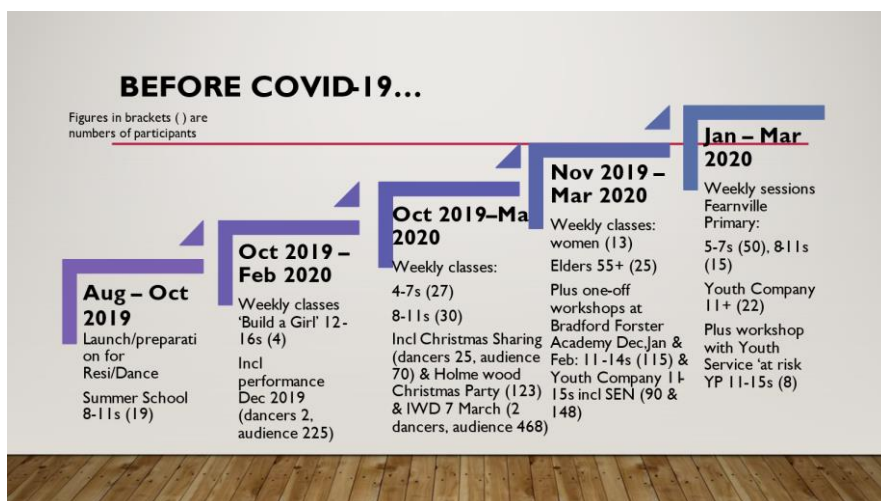 BEFORE COVID-19…
Figures in brackets ( ) are
numbers of participants
Aug – Oct
2019
Launch/preparati
on for
Resi/Dance
Summer School
8-11s (19)
Oct 2019 –
Feb 2020
Weekly classes
‘Build a Girl’ 12-
16s (4)
Incl
performance
Dec 2019
(dancers 2,
audience 225)
Oct 2019–Ma
2020
Weekly classes:
4-7s (27)
8-11s (30)
Incl Christmas Sharing
(dancers 25, audience
70) & Holme wood
Christmas Party (123)
& IWD 7 March (2
dancers, audience 468)
Nov 2019 –
Mar 2020
Weekly classes:
women (13)
Elders 55+ (25)
Plus one-off
workshops at
Bradford Forster
Academy Dec,Jan &
Feb: 11-14s (115) &
Youth Company 11-
15s incl SEN (90 &
148)
Jan – Mar
2020
Weekly sessions
Fearnville
Primary:
5-7s (50), 8-11s
(15)
Youth Company
11+ (22)
Plus workshop
with Youth
Service ‘at risk
YP 11-15s (8)